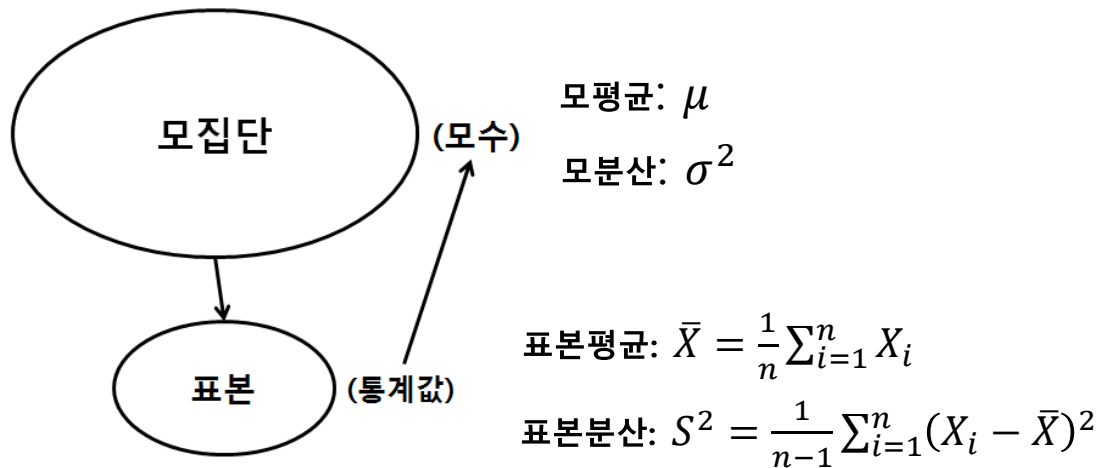 모집단
(모수)
모평균: μ
모분산: σ²
표본
(통계값)
표본평균: X̄ = 1/n ∑ⁿᵢ₌₁ Xᵢ
표본분산: S² = 1/(n−1) ∑ⁿᵢ₌₁(Xᵢ − X̄)²